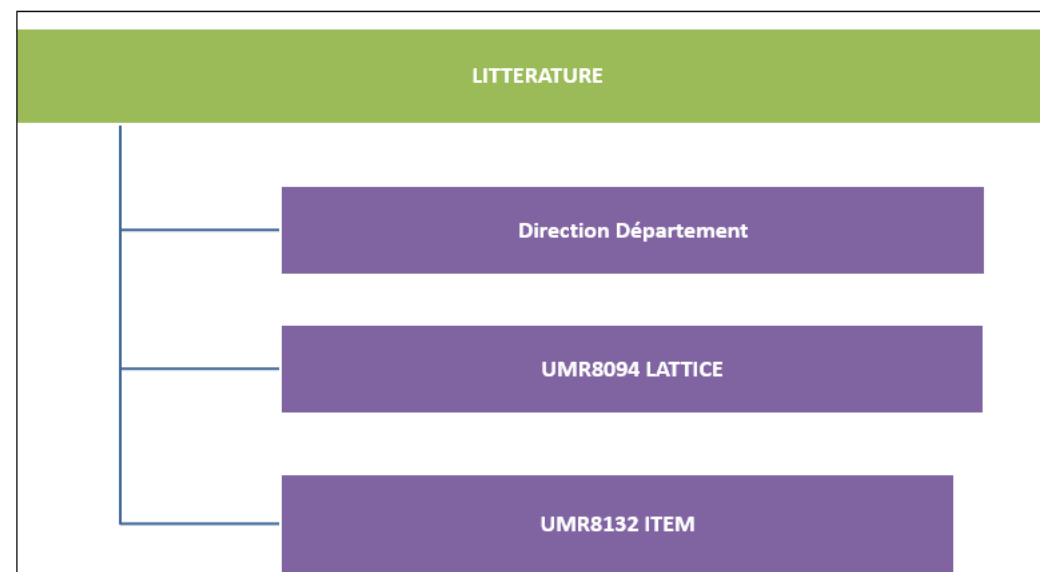 LITTERATURE
Direction Département
UMR8094 LATTICE
UMR8132 ITEM